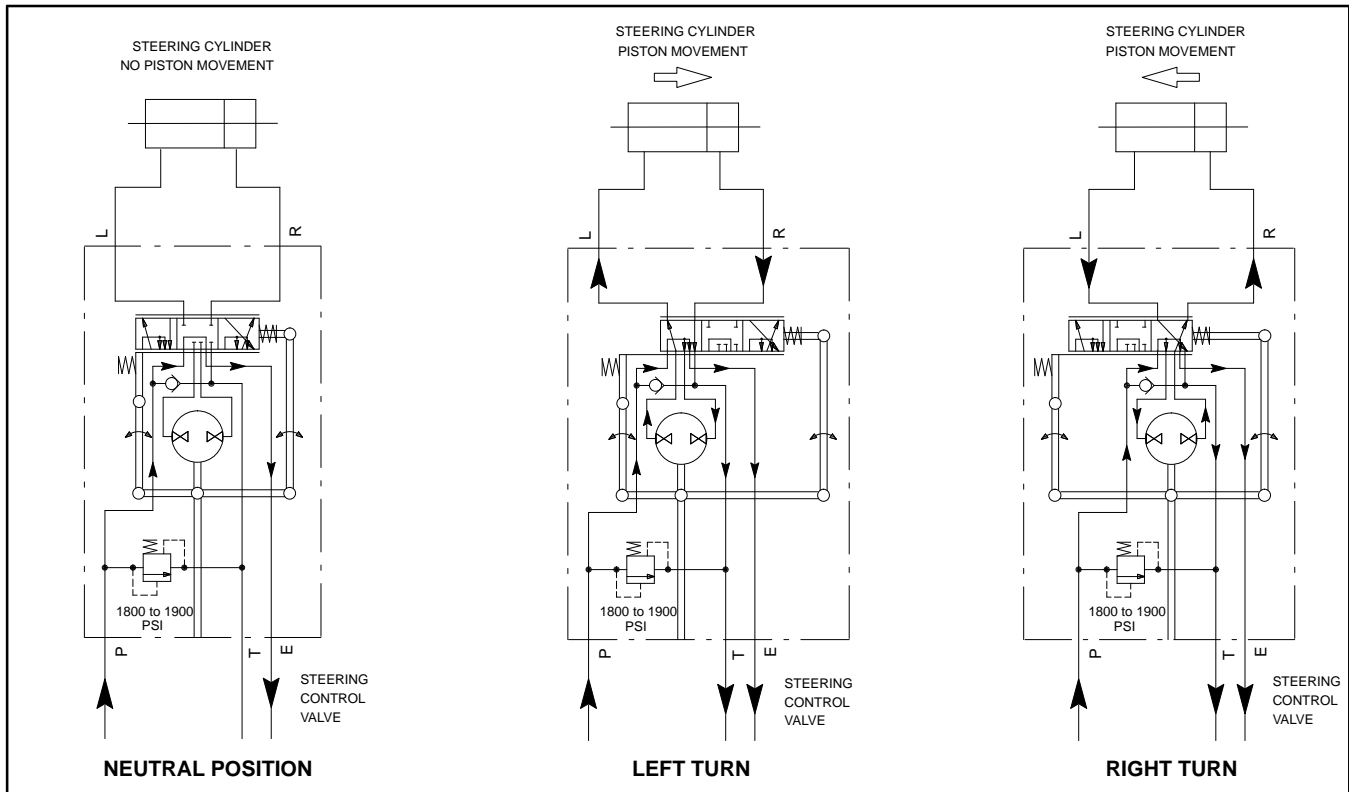 STEERING CYLINDER
NO PISTON MOVEMENT
L
R
1800 to 1900
PSI
P
T
E
STEERING
CONTROL
VALVE
NEUTRAL POSITION
STEERING CYLINDER
PISTON MOVEMENT
L
R
1800 to 1900
PSI
P
T
E
STEERING
CONTROL
VALVE
LEFT TURN
STEERING CYLINDER
PISTON MOVEMENT
L
R
1800 to 1900
PSI
P
T
E
STEERING
CONTROL
VALVE
RIGHT TURN